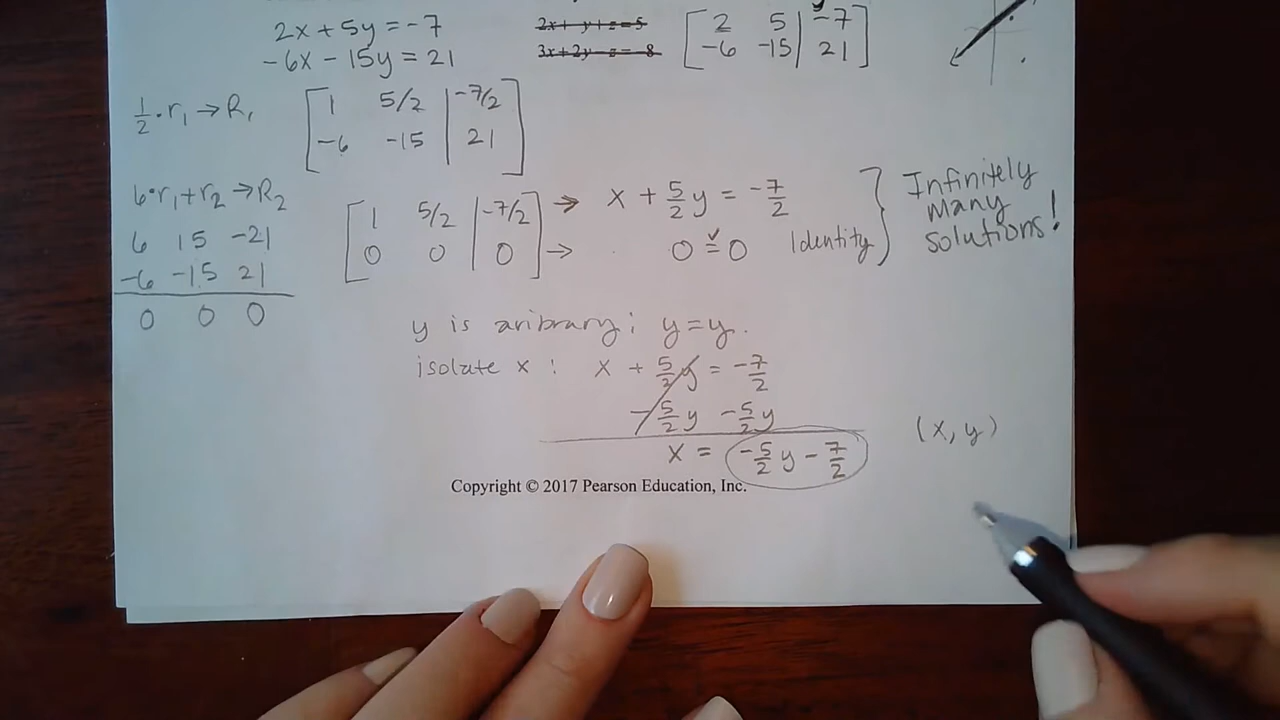 2x + 5y = -7
-6x - 15y = 21
2x + y + z = 5
3x + 2y - z = -8
[ 2 5 | -7 ]
[ -6 -15 | 21 ]
1/2 · r₁ → R₁
[ 1 5/2 | -7/2 ]
[ -6 -15 | 21 ]
6·r₁ + r₂ → R₂
6 15 -21
-6 -15 21
0 0 0
[ 1 5/2 | -7/2 ] → x + 5/2 y = -7/2
[ 0 0 | 0 ] → 0 = 0 Identity
Infinitely
many
solutions!
y is aribrary: y = y.
isolate x : x + 5/2 y = -7/2
-5/2 y -5/2 y
x = -5/2 y - 7/2
(x, y)
Copyright © 2017 Pearson Education, Inc.